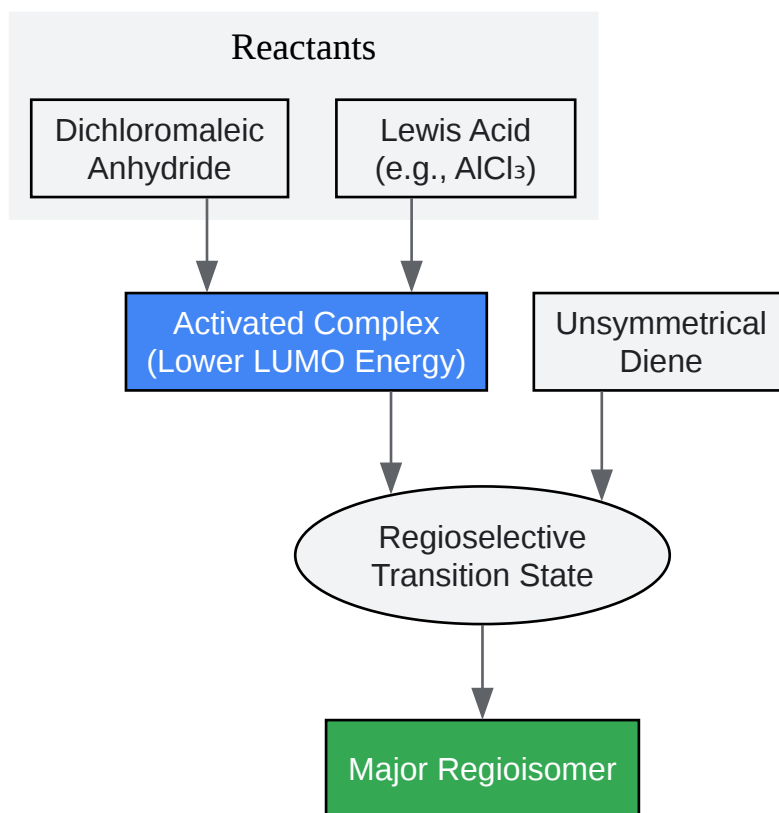 Reactants
Dichloromaleic
Anhydride
Lewis Acid
(e.g., AlCl₃)
Activated Complex
(Lower LUMO Energy)
Unsymmetrical
Diene
Regioselective
Transition State
Major Regioisomer